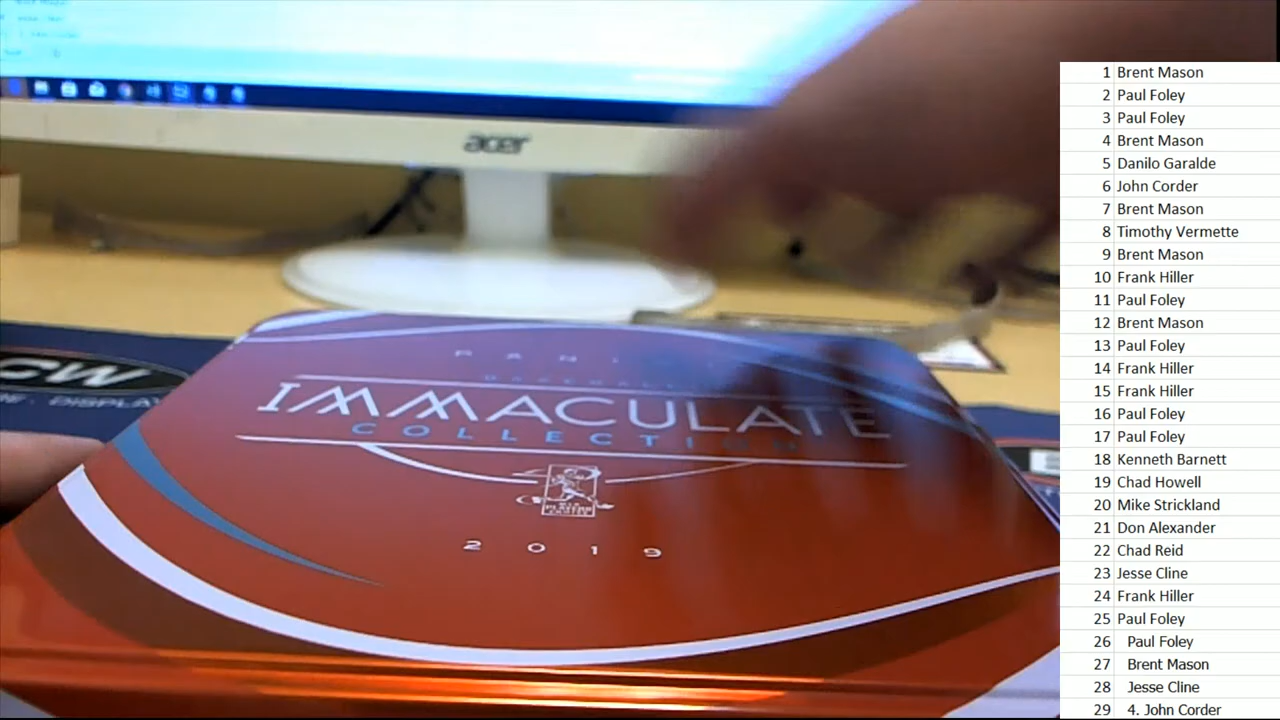 acer
IMMACULATE
COLLECTION
2019
1 Brent Mason
2 Paul Foley
3 Paul Foley
4 Brent Mason
5 Danilo Garalde
6 John Corder
7 Brent Mason
8 Timothy Vermette
9 Brent Mason
10 Frank Hiller
11 Paul Foley
12 Brent Mason
13 Paul Foley
14 Frank Hiller
15 Frank Hiller
16 Paul Foley
17 Paul Foley
18 Kenneth Barnett
19 Chad Howell
20 Mike Strickland
21 Don Alexander
22 Chad Reid
23 Jesse Cline
24 Frank Hiller
25 Paul Foley
26 Paul Foley
27 Brent Mason
28 Jesse Cline
29 4. John Corder